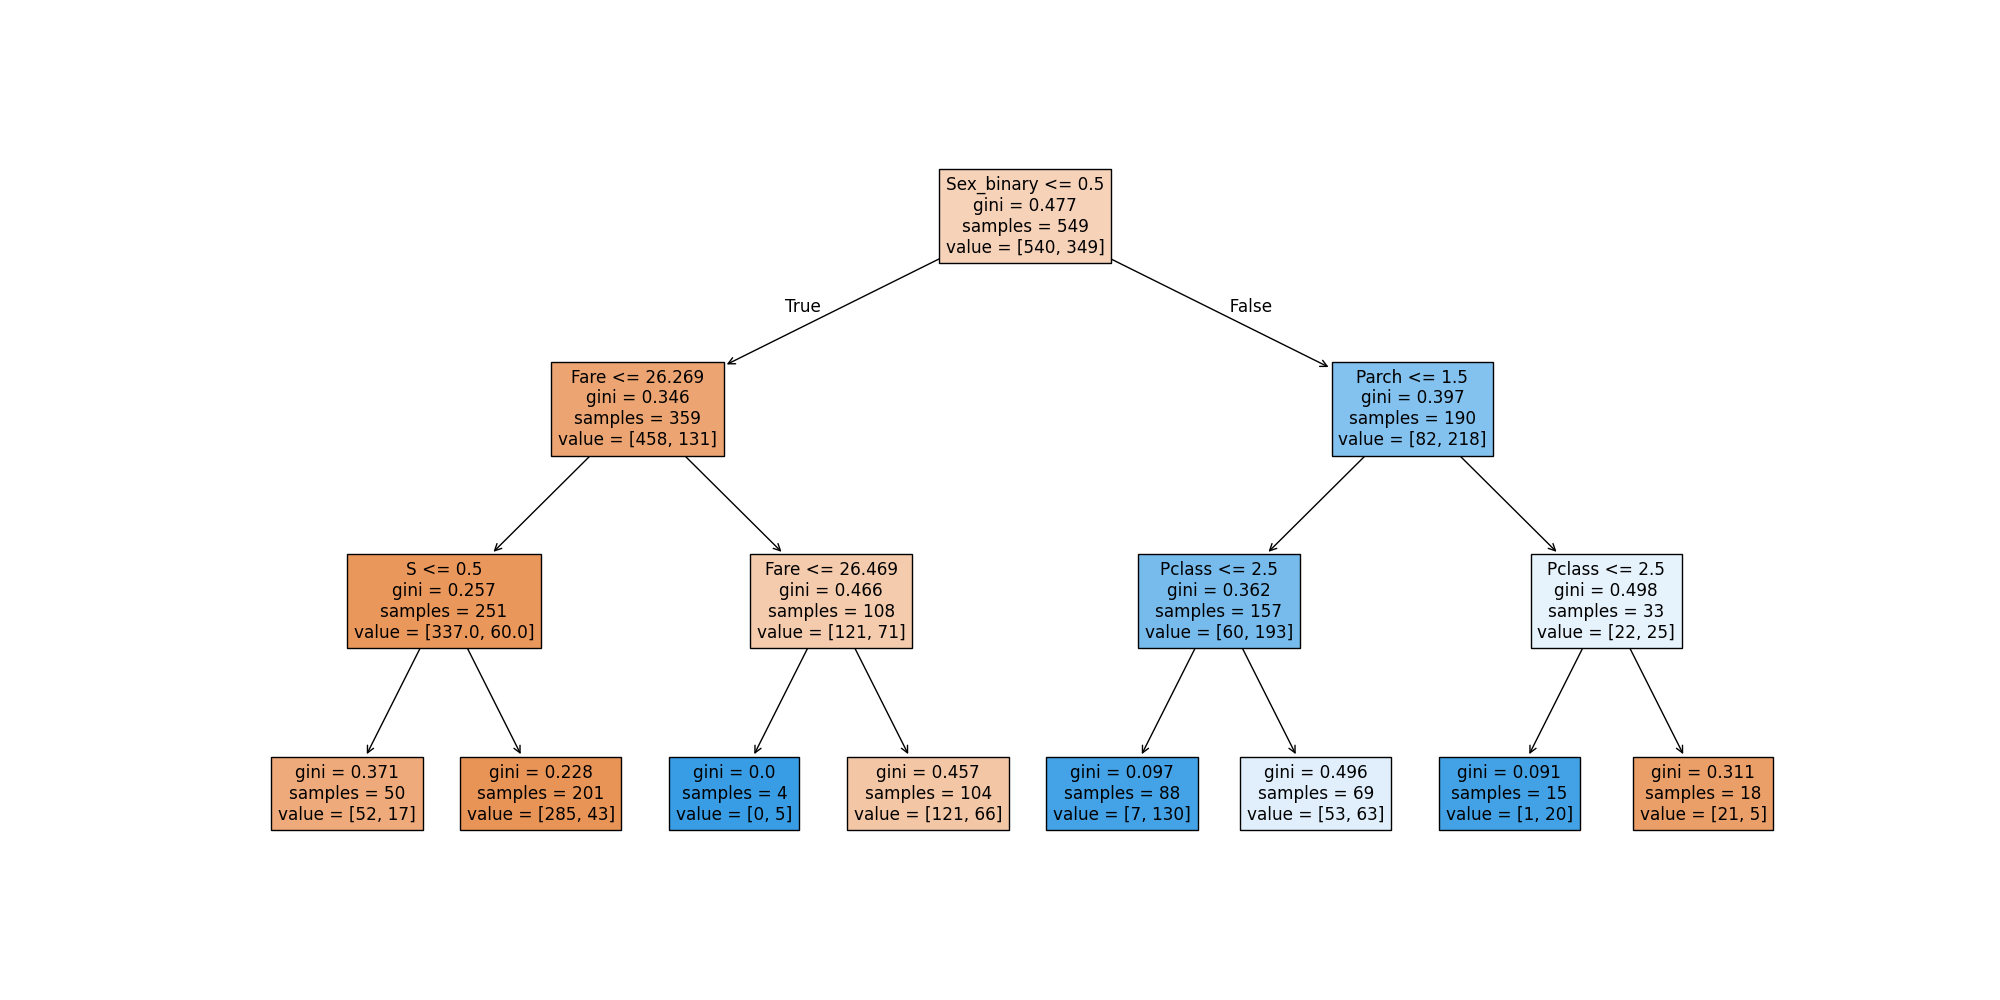 Sex_binary <= 0.5
gini = 0.477
samples = 549
value = [540, 349]
True
False
Fare <= 26.269
gini = 0.346
samples = 359
value = [458, 131]
Parch <= 1.5
gini = 0.397
samples = 190
value = [82, 218]
S <= 0.5
gini = 0.257
samples = 251
value = [337.0, 60.0]
Fare <= 26.469
gini = 0.466
samples = 108
value = [121, 71]
Pclass <= 2.5
gini = 0.362
samples = 157
value = [60, 193]
Pclass <= 2.5
gini = 0.498
samples = 33
value = [22, 25]
gini = 0.371
samples = 50
value = [52, 17]
gini = 0.228
samples = 201
value = [285, 43]
gini = 0.0
samples = 4
value = [0, 5]
gini = 0.457
samples = 104
value = [121, 66]
gini = 0.097
samples = 88
value = [7, 130]
gini = 0.496
samples = 69
value = [53, 63]
gini = 0.091
samples = 15
value = [1, 20]
gini = 0.311
samples = 18
value = [21, 5]